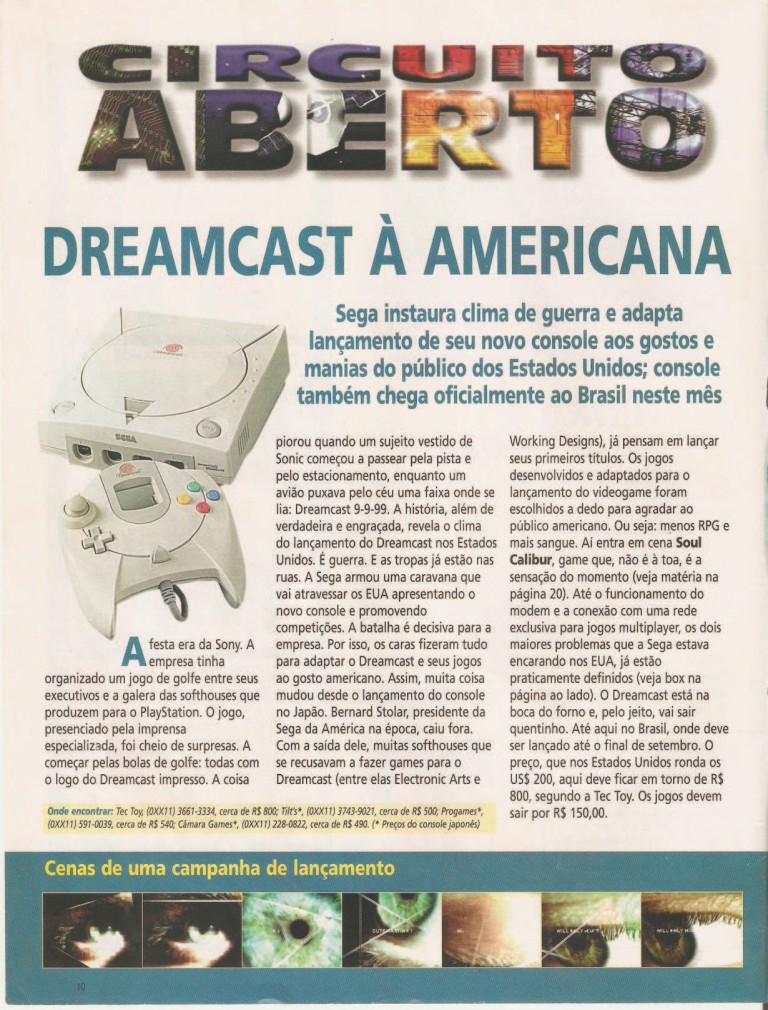 CIRCUITO
ABERTO
DREAMCAST À AMERICANA
Sega instaura clima de guerra e adapta
lançamento de seu novo console aos gostos e
manias do público dos Estados Unidos; console
também chega oficialmente ao Brasil neste mês
SEGA
A festa era da Sony. A
empresa tinha
organizado um jogo de golfe entre seus
executivos e a galera das softhouses que
produzem para o PlayStation. O jogo,
presenciado pela imprensa
especializada, foi cheio de surpresas. A
começar pelas bolas de golfe: todas com
o logo do Dreamcast impresso. A coisa
piorou quando um sujeito vestido de
Sonic começou a passear pela pista e
pelo estacionamento, enquanto um
avião puxava pelo céu uma faixa onde se
lia: Dreamcast 9-9-99. A história, além de
verdadeira e engraçada, revela o clima
do lançamento do Dreamcast nos Estados
Unidos. É guerra. E as tropas já estão nas
ruas. A Sega armou uma caravana que
vai atravessar os EUA apresentando o
novo console e promovendo
competições. A batalha é decisiva para a
empresa. Por isso, os caras fizeram tudo
para adaptar o Dreamcast e seus jogos
ao gosto americano. Assim, muita coisa
mudou desde o lançamento do console
no Japão. Bernard Stolar, presidente da
Sega da América na época, caiu fora.
Com a saída dele, muitas softhouses que
se recusavam a fazer games para o
Dreamcast (entre elas Electronic Arts e
Working Designs), já pensam em lançar
seus primeiros títulos. Os jogos
desenvolvidos e adaptados para o
lançamento do videogame foram
escolhidos a dedo para agradar ao
público americano. Ou seja: menos RPG e
mais sangue. Aí entra em cena Soul
Calibur, game que, não é à toa, é a
sensação do momento (veja matéria na
página 20). Até o funcionamento do
modem e a conexão com uma rede
exclusiva para jogos multiplayer, os dois
maiores problemas que a Sega estava
encarando nos EUA, já estão
praticamente definidos (veja box na
página ao lado). O Dreamcast está na
boca do forno e, pelo jeito, vai sair
quentinho. Até aqui no Brasil, onde deve
ser lançado até o final de setembro. O
preço, que nos Estados Unidos ronda os
US$ 200, aqui deve ficar em torno de R$
800, segundo a Tec Toy. Os jogos devem
sair por R$ 150,00.
Onde encontrar: Tec Toy, (0XX11) 3661-3334, cerca de R$ 800; Tilt's*, (0XX11) 3743-9021, cerca de R$ 500; Progames*,
(0XX11) 591-0039, cerca de R$ 540; Câmara Games*, (0XX11) 228-0822, cerca de R$ 490. (* Preços do console japonês)
Cenas de uma campanha de lançamento
10